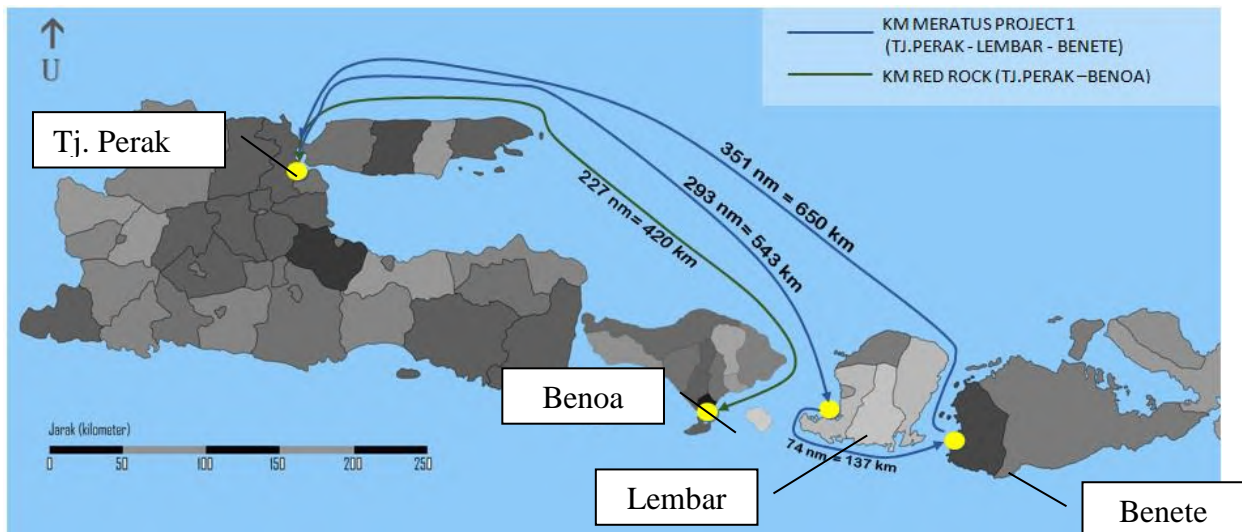 U
KM MERATUS PROJECT 1
(TJ.PERAK - LEMBAR - BENETE)
KM RED ROCK (TJ.PERAK –BENOA)
Tj. Perak
351 nm = 650 km
293 nm = 543 km
227 nm = 420 km
Benoa
74 nm = 137 km
Lembar
Benete
Jarak (kilometer)
0 50 100 150 200 250